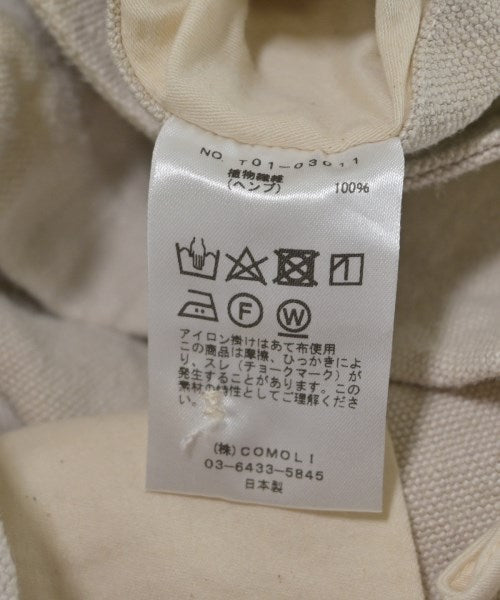 NO. T01-03011
植物繊維
(ヘンプ) 100%
F W
アイロン掛けはあて布使用
この商品は摩擦、ひっかきによ
り、スレ(チョークマーク)が
発生することがあります。この
素材の特性としてご理解くださ
い。
(株)COMOLI
03-6433-5845
日本製